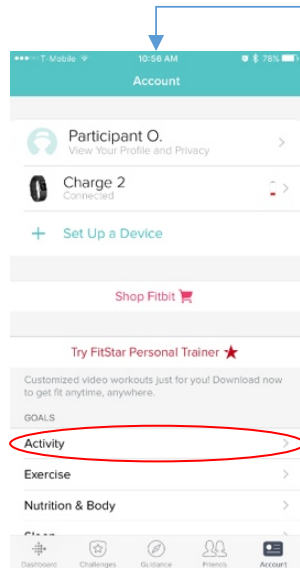 T-Mobile 10:56 AM 78%
Account
Participant O.
View Your Profile and Privacy
Charge 2
Connected
+ Set Up a Device
Shop Fitbit
Try FitStar Personal Trainer
Customized video workouts just for you! Download now
to get fit anytime, anywhere.
GOALS
Activity
Exercise
Nutrition & Body
Sleep
Dashboard Challenges Guidance Friends Account